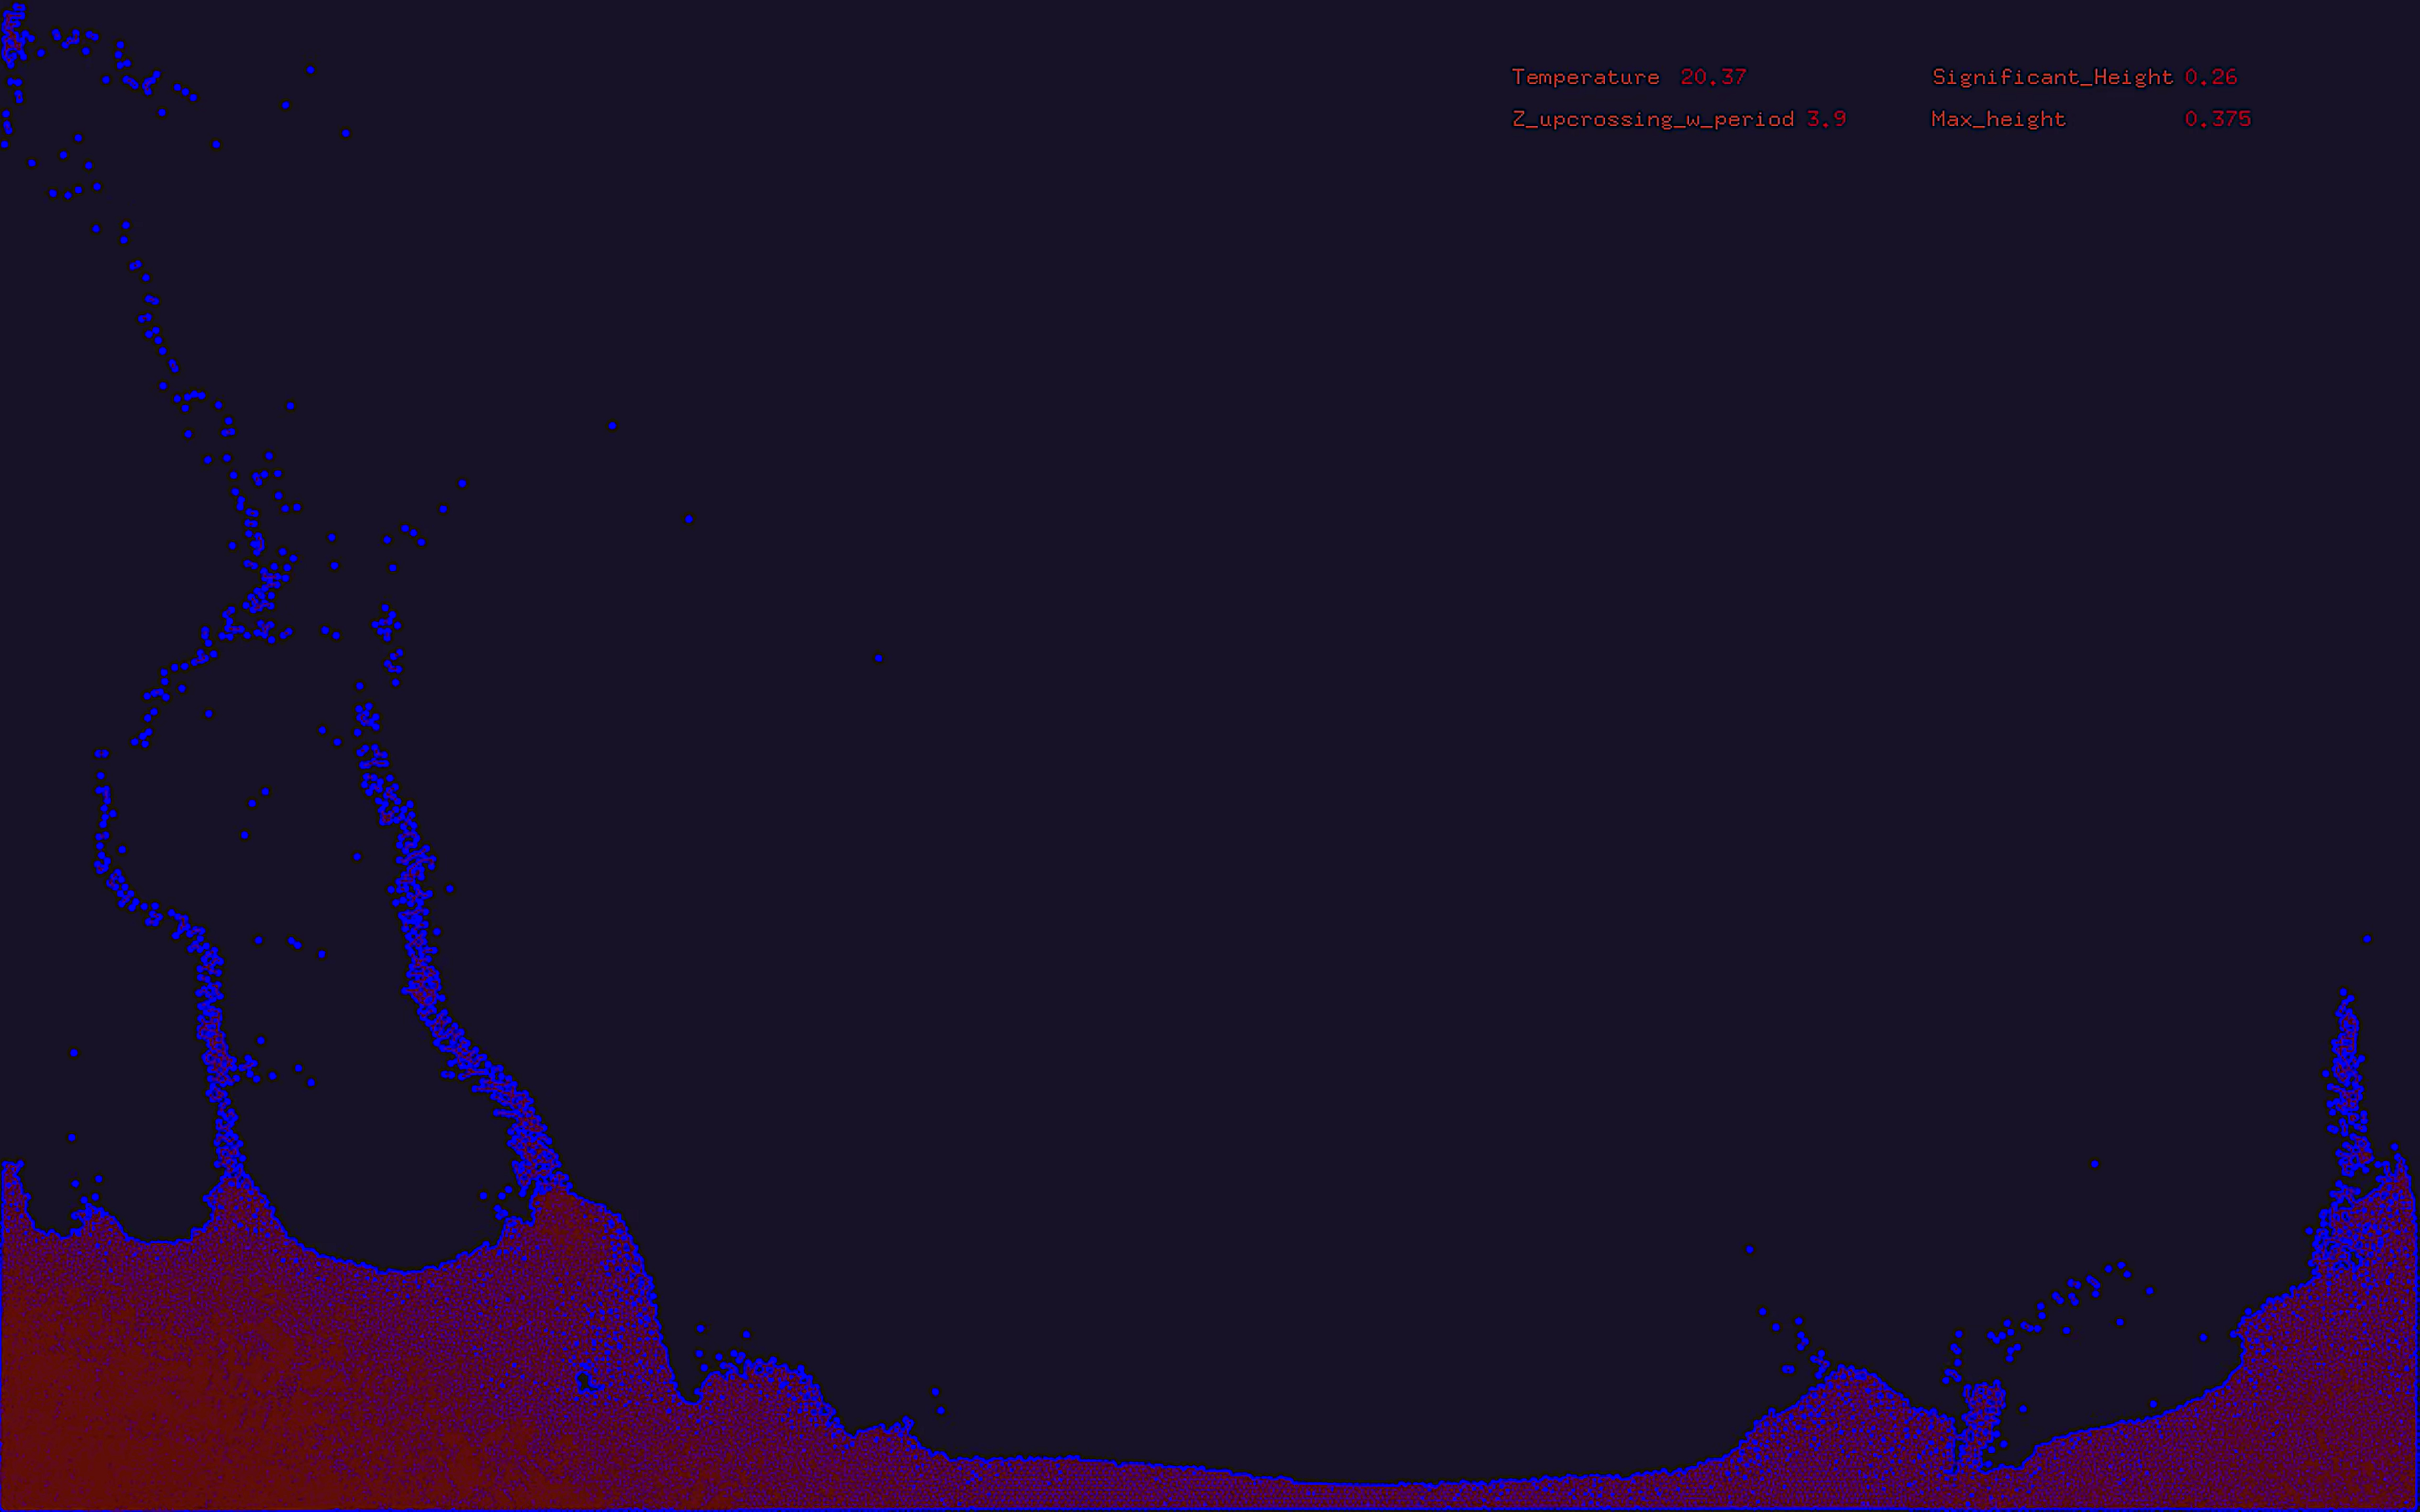 Temperature 20.37 Significant_Height 0.26
Z_upcrossing_w_period 3.9 Max_height 0.375